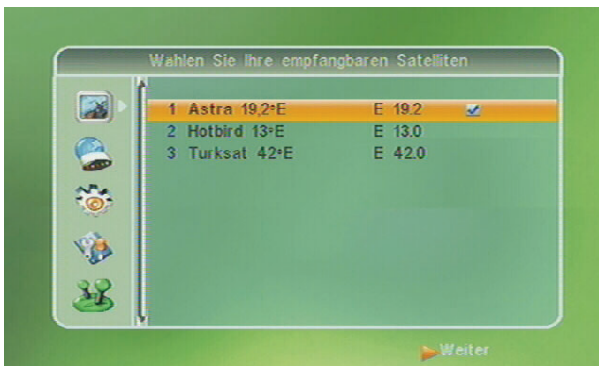 Wahlen Sie Ihre empfangbaren Satelliten
1 Astra 19,2°E E 19.2
2 Hotbird 13°E E 13.0
3 Turksat 42°E E 42.0
Weiter